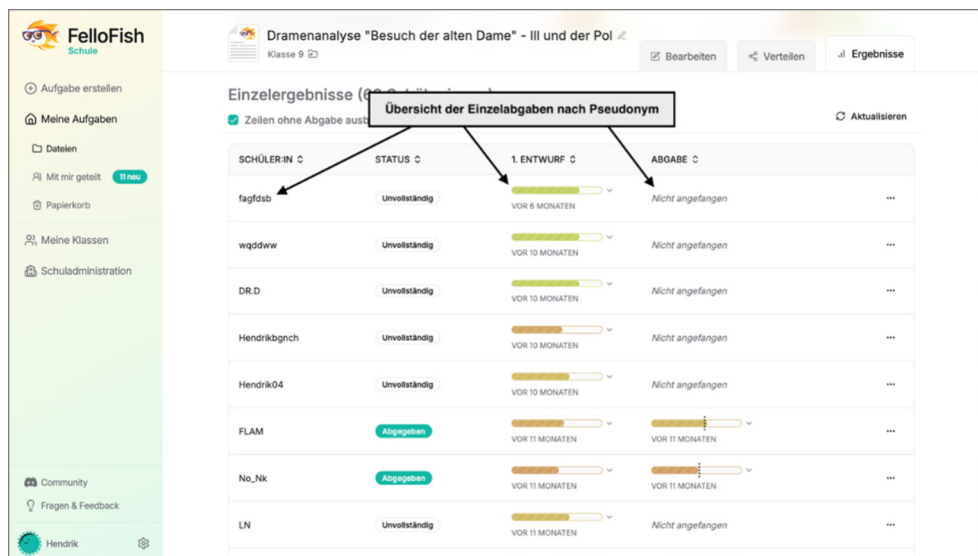 FelloFish
Schule
Aufgabe erstellen
Meine Aufgaben
Dateien
Mit mir geteilt 11 neu
Papierkorb
Meine Klassen
Schuladministration
Community
Fragen & Feedback
Hendrik
Dramenanalyse "Besuch der alten Dame" - III und der Pol
Klasse 9
Bearbeiten
Verteilen
Ergebnisse
Einzelergebnisse
Übersicht der Einzelabgaben nach Pseudonym
Zeilen ohne Abgabe
Aktualisieren
SCHÜLER:IN STATUS 1. ENTWURF ABGABE
fagfdsb Unvollständig Nicht angefangen
VOR 6 MONATEN
wqddww Unvollständig Nicht angefangen
VOR 10 MONATEN
DR.D Unvollständig Nicht angefangen
VOR 10 MONATEN
Hendrikbgnch Unvollständig Nicht angefangen
VOR 10 MONATEN
Hendrik04 Unvollständig Nicht angefangen
VOR 10 MONATEN
FLAM Abgegeben
VOR 11 MONATEN VOR 11 MONATEN
No_Nk Abgegeben
VOR 11 MONATEN VOR 11 MONATEN
LN Unvollständig Nicht angefangen
VOR 11 MONATEN